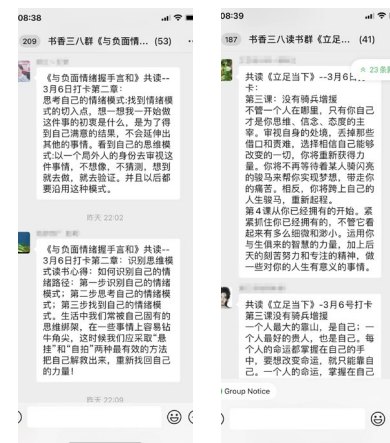 08:38
209 书香三八群《与负面情... (53)
《与负面情绪握手言和》共读--
3月6日打卡第二章:
思考自己的情绪模式:找到情绪模
式的切入点，想一想我一开始做
这件事的初衷是什么，是为了得
到自己满意的结果，不会延伸出
其他的事情。看到自己的思维模
式:以一个局外人的身份去审视这
件事情，不想像，不猜测，想到
就去做，就去验证。并且以后都
要沿用这种模式。
昨天 22:02
《与负面情绪握手言和》共读--
3月6日打卡第二章：识别思维模
式读书心得：如何识别自己的情
绪路径：第一步识别自己的情绪
模式；第二步思考自己的情绪模
式；第三步找到自己的情绪模
式。生活中我们常被自己固有的
思维绑架，在一些事情上容易钻
牛角尖，这时候我们应采取“悬
挂”和“自拍”两种最有效的方法
把自己解救出来，重新找回自己
的力量！
昨天 22:09
08:39
187 书香三八读书群《立足... (41)
23条新
共读《立足当下》--3月6日打
卡：
第三课：没有骑兵增援
不管一个人在哪里，只有你自己
才是你思维、信念、态度的主
宰。审视自身的处境，丢掉那些
借口和责难，选择相信自己能够
改变的一切，你将重新获得力
量。你将不再等待着某人骑闪亮
的骏马来帮你实现梦想，带走你
的痛苦。相反，你将跨上自己的
人生骏马，重新起程。
第4课从你已经拥有的开始。紧
紧抓住你已经拥有的，不管它看
起来有多么细微和渺小。运用你
与生俱来的智慧的力量，加上后
天的刻苦努力和专注的精神，做
一些对你的人生有意义的事情。
共读《立足当下》-3月6号打卡
第三课没有骑兵增援
一个人最大的靠山，是自己；一
个人最好的贵人，也是自己。每
个人的命运都掌握在自己的手
中，要想改变命运，就只能靠自
己。一个人的命运，掌握在自己
Group Notice